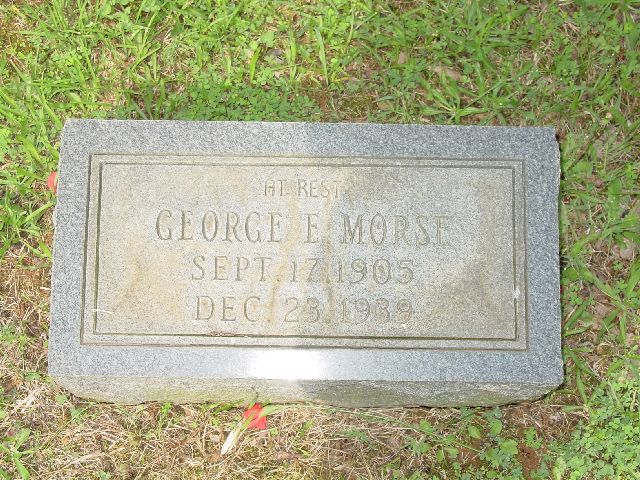 AT REST
GEORGE E. MORSE
SEPT. 17, 1905
DEC. 23, 1939